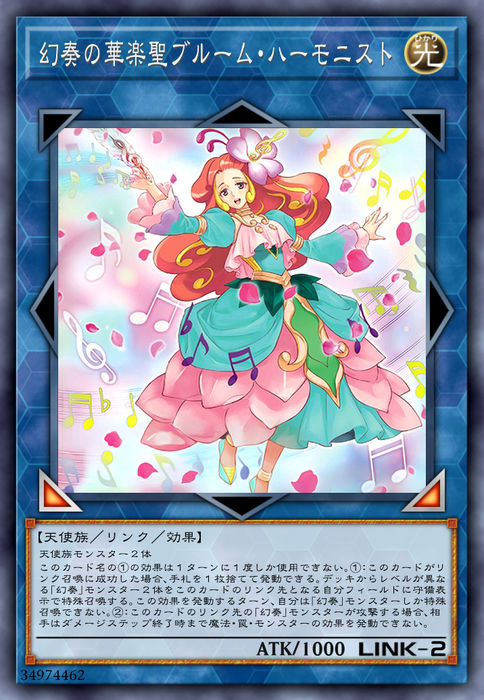 幻奏の華楽聖ブルーム・ハーモニスト
ひかり
光
【天使族／リンク／効果】
天使族モンスター２体
このカード名の①の効果は１ターンに１度しか使用できない。①：このカードがリ
ンク召喚に成功した場合、手札を１枚捨てて発動できる。デッキからレベルが異な
る「幻奏」モンスター２体をこのカードのリンク先となる自分フィールドに守備表
示で特殊召喚する。この効果を発動するターン、自分は「幻奏」モンスターしか特殊
召喚できない。②：このカードのリンク先の「幻奏」モンスターが攻撃する場合、相
手はダメージステップ終了時まで魔法・罠・モンスターの効果を発動できない。
ATK/1000 LINK-2
34974462